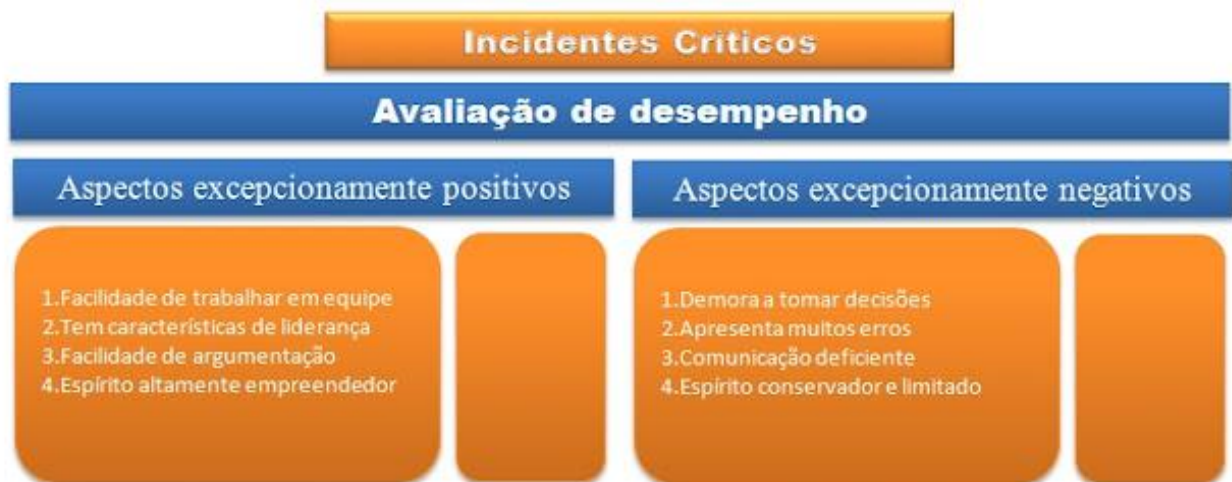 Incidentes Críticos
Avaliação de desempenho
Aspectos excepcionamente positivos
Aspectos excepcionamente negativos
1.Facilidade de trabalhar em equipe
2.Tem características de liderança
3.Facilidade de argumentação
4.Espírito altamente empreendedor
1.Demora a tomar decisões
2.Apresenta muitos erros
3.Comunicação deficiente
4.Espírito conservador e limitado